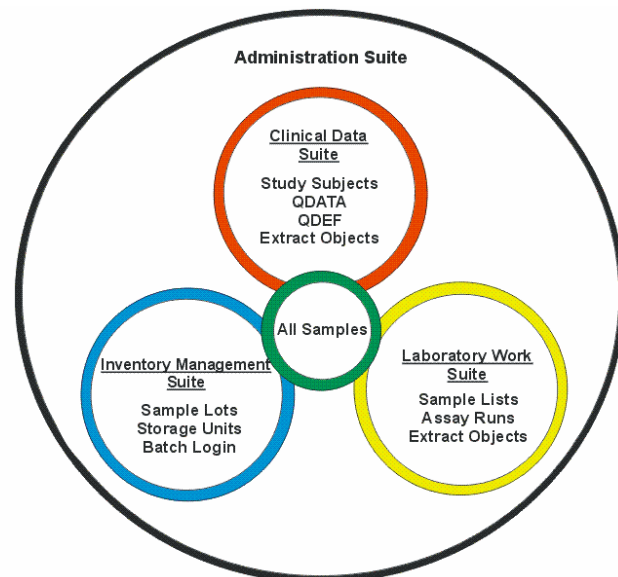 Administration Suite
Clinical Data
Suite
Study Subjects
QDATA
QDEF
Extract Objects
All Samples
Inventory Management
Suite
Sample Lots
Storage Units
Batch Login
Laboratory Work
Suite
Sample Lists
Assay Runs
Extract Objects